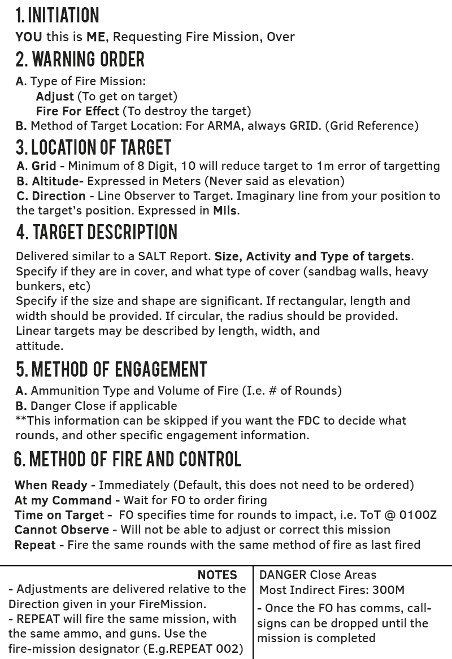 1. INITIATION
YOU this is ME, Requesting Fire Mission, Over
2. WARNING ORDER
A. Type of Fire Mission:
Adjust (To get on target)
Fire For Effect (To destroy the target)
B. Method of Target Location: For ARMA, always GRID. (Grid Reference)
3. LOCATION OF TARGET
A. Grid - Minimum of 8 Digit, 10 will reduce target to 1m error of targetting
B. Altitude- Expressed in Meters (Never said as elevation)
C. Direction - Line Observer to Target. Imaginary line from your position to
the target's position. Expressed in MIls.
4. TARGET DESCRIPTION
Delivered similar to a SALT Report. Size, Activity and Type of targets.
Specify if they are in cover, and what type of cover (sandbag walls, heavy
bunkers, etc)
Specify if the size and shape are significant. If rectangular, length and
width should be provided. If circular, the radius should be provided.
Linear targets may be described by length, width, and
attitude.
5. METHOD OF ENGAGEMENT
A. Ammunition Type and Volume of Fire (I.e. # of Rounds)
B. Danger Close if applicable
**This information can be skipped if you want the FDC to decide what
rounds, and other specific engagement information.
6. METHOD OF FIRE AND CONTROL
When Ready - Immediately (Default, this does not need to be ordered)
At my Command - Wait for FO to order firing
Time on Target - FO specifies time for rounds to impact, i.e. ToT @ 0100Z
Cannot Observe - Will not be able to adjust or correct this mission
Repeat - Fire the same rounds with the same method of fire as last fired
NOTES
- Adjustments are delivered relative to the
Direction given in your FireMission.
- REPEAT will fire the same mission, with
the same ammo, and guns. Use the
fire-mission designator (E.g.REPEAT 002)
DANGER Close Areas
Most Indirect Fires: 300M
- Once the FO has comms, call-
signs can be dropped until the
mission is completed